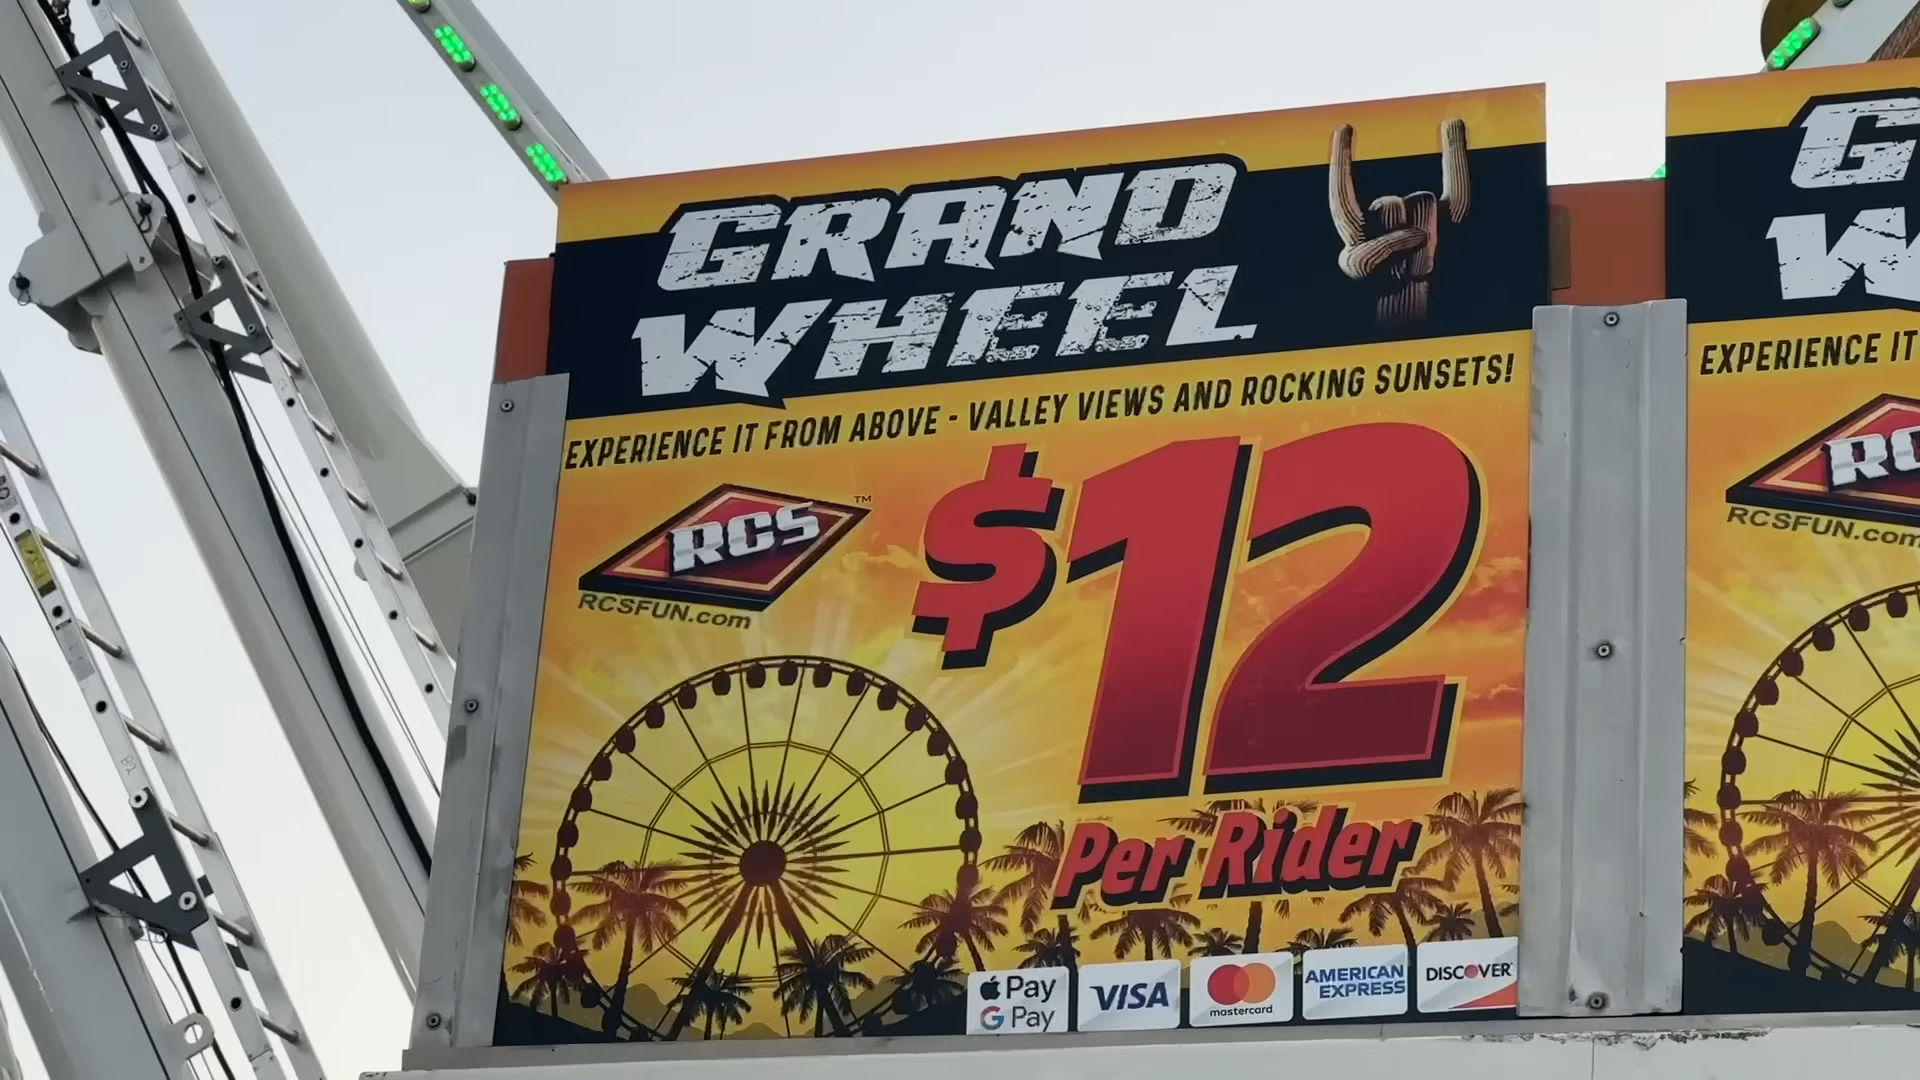 GRAND
WHEEL
EXPERIENCE IT FROM ABOVE - VALLEY VIEWS AND ROCKING SUNSETS!
RCS™
RCSFUN.com
$12
Per Rider
Pay
G Pay
VISA
mastercard
AMERICAN
EXPRESS
DISCOVER
EXPERIENCE IT
RCSFUN.com